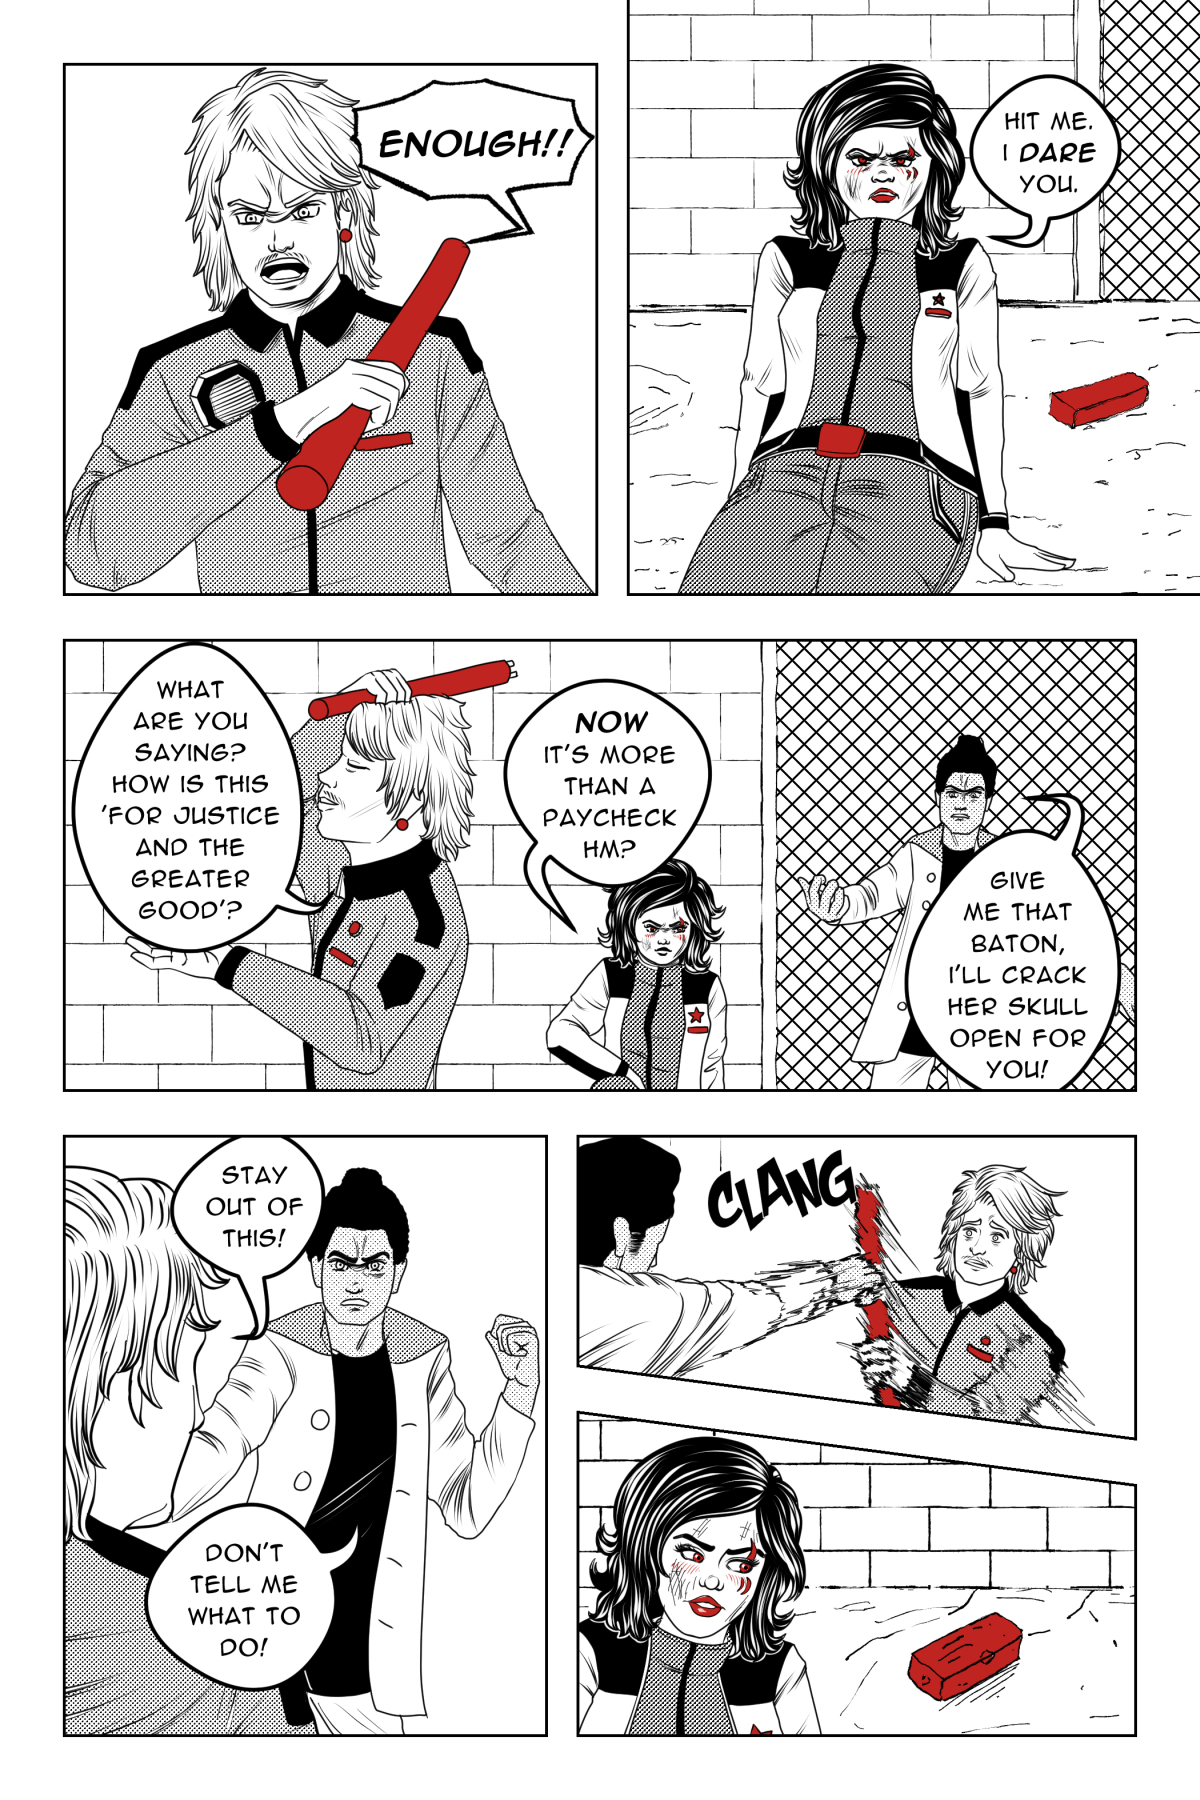 ENOUGH!!
HIT ME.
I DARE
YOU.
WHAT
ARE YOU
SAYING?
HOW IS THIS
'FOR JUSTICE
AND THE
GREATER
GOOD'?
NOW
IT'S MORE
THAN A
PAYCHECK
HM?
GIVE
ME THAT
BATON,
I'LL CRACK
HER SKULL
OPEN FOR
YOU!
STAY
OUT OF
THIS!
DON'T
TELL ME
WHAT TO
DO!
CLANG